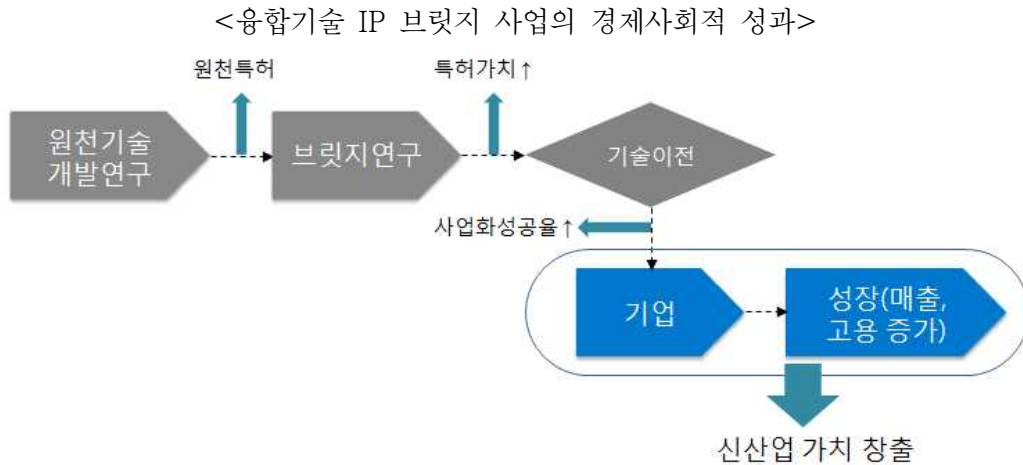 <융합기술 IP 브릿지 사업의 경제사회적 성과>
원천특허
특허가치↑
원천기술
개발연구
브릿지연구
기술이전
사업화성공율↑
기업
성장(매출,
고용 증가)
신산업 가치 창출